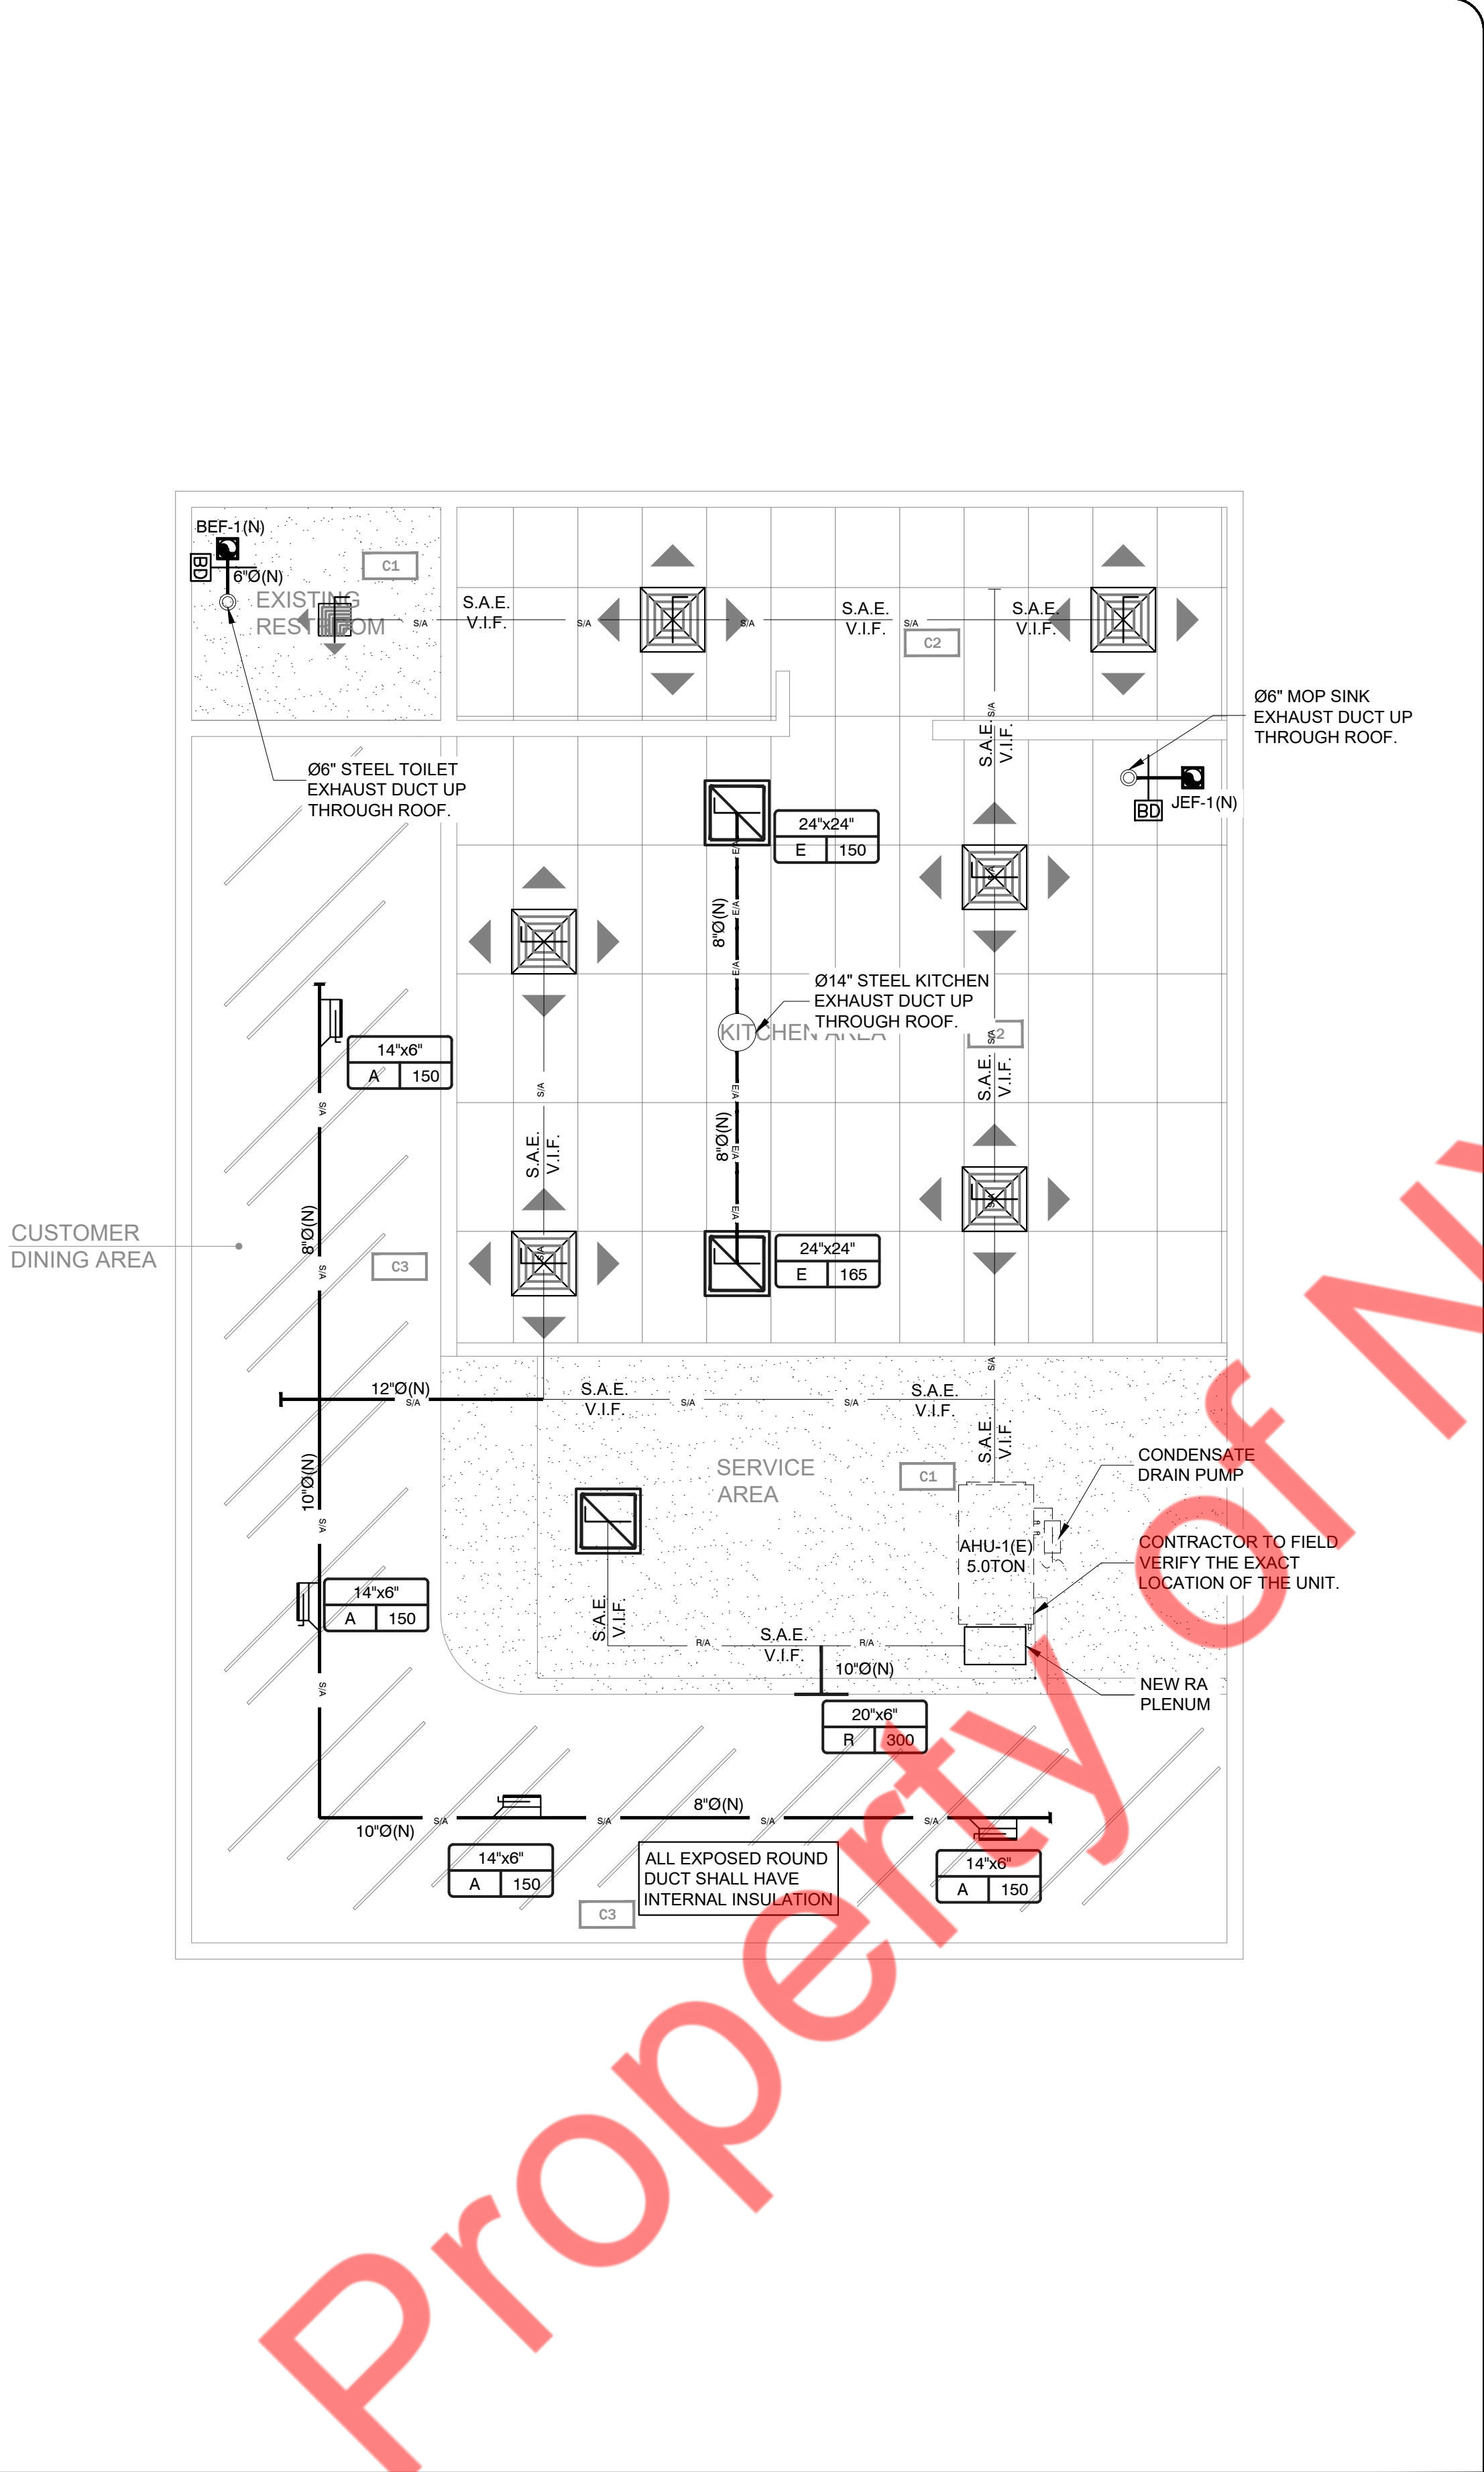 BEF-1(N)
BD
6"Ø(N)
C1
EXISTING
RESTROOM
S/A
S.A.E.
V.I.F.
S/A
S/A
S.A.E.
V.I.F.
S/A
C2
S.A.E.
V.I.F.
S/A
S.A.E.
V.I.F.
Ø6" MOP SINK
EXHAUST DUCT UP
THROUGH ROOF.
BD
JEF-1(N)
Ø6" STEEL TOILET
EXHAUST DUCT UP
THROUGH ROOF.
24"x24"
E 150
E/A
8"Ø(N)
E/A
E/A
S/A
Ø14" STEEL KITCHEN
EXHAUST DUCT UP
THROUGH ROOF.
KITCHEN AREA
S/A
S.A.E.
V.I.F.
14"x6"
A 150
S/A
S/A
E/A
8"Ø(N)
E/A
S.A.E.
V.I.F.
S/A
E/A
CUSTOMER
DINING AREA
8"Ø(N)
S/A
C3
S/A
24"x24"
E 165
S/A
12"Ø(N)
S/A
S.A.E.
V.I.F.
S/A
S/A
S.A.E.
V.I.F.
S.A.E.
V.I.F.
10"Ø(N)
S/A
SERVICE
AREA
C1
CONDENSATE
DRAIN PUMP
AHU-1(E)
5.0TON
CONTRACTOR TO FIELD
VERIFY THE EXACT
LOCATION OF THE UNIT.
14"x6"
A 150
S.A.E.
V.I.F.
R/A
S.A.E.
V.I.F.
R/A
10"Ø(N)
S/A
NEW RA
PLENUM
20"x6"
R 300
10"Ø(N)
S/A
S/A
8"Ø(N)
S/A
S/A
14"x6"
A 150
ALL EXPOSED ROUND
DUCT SHALL HAVE
INTERNAL INSULATION
14"x6"
A 150
C3
Property of